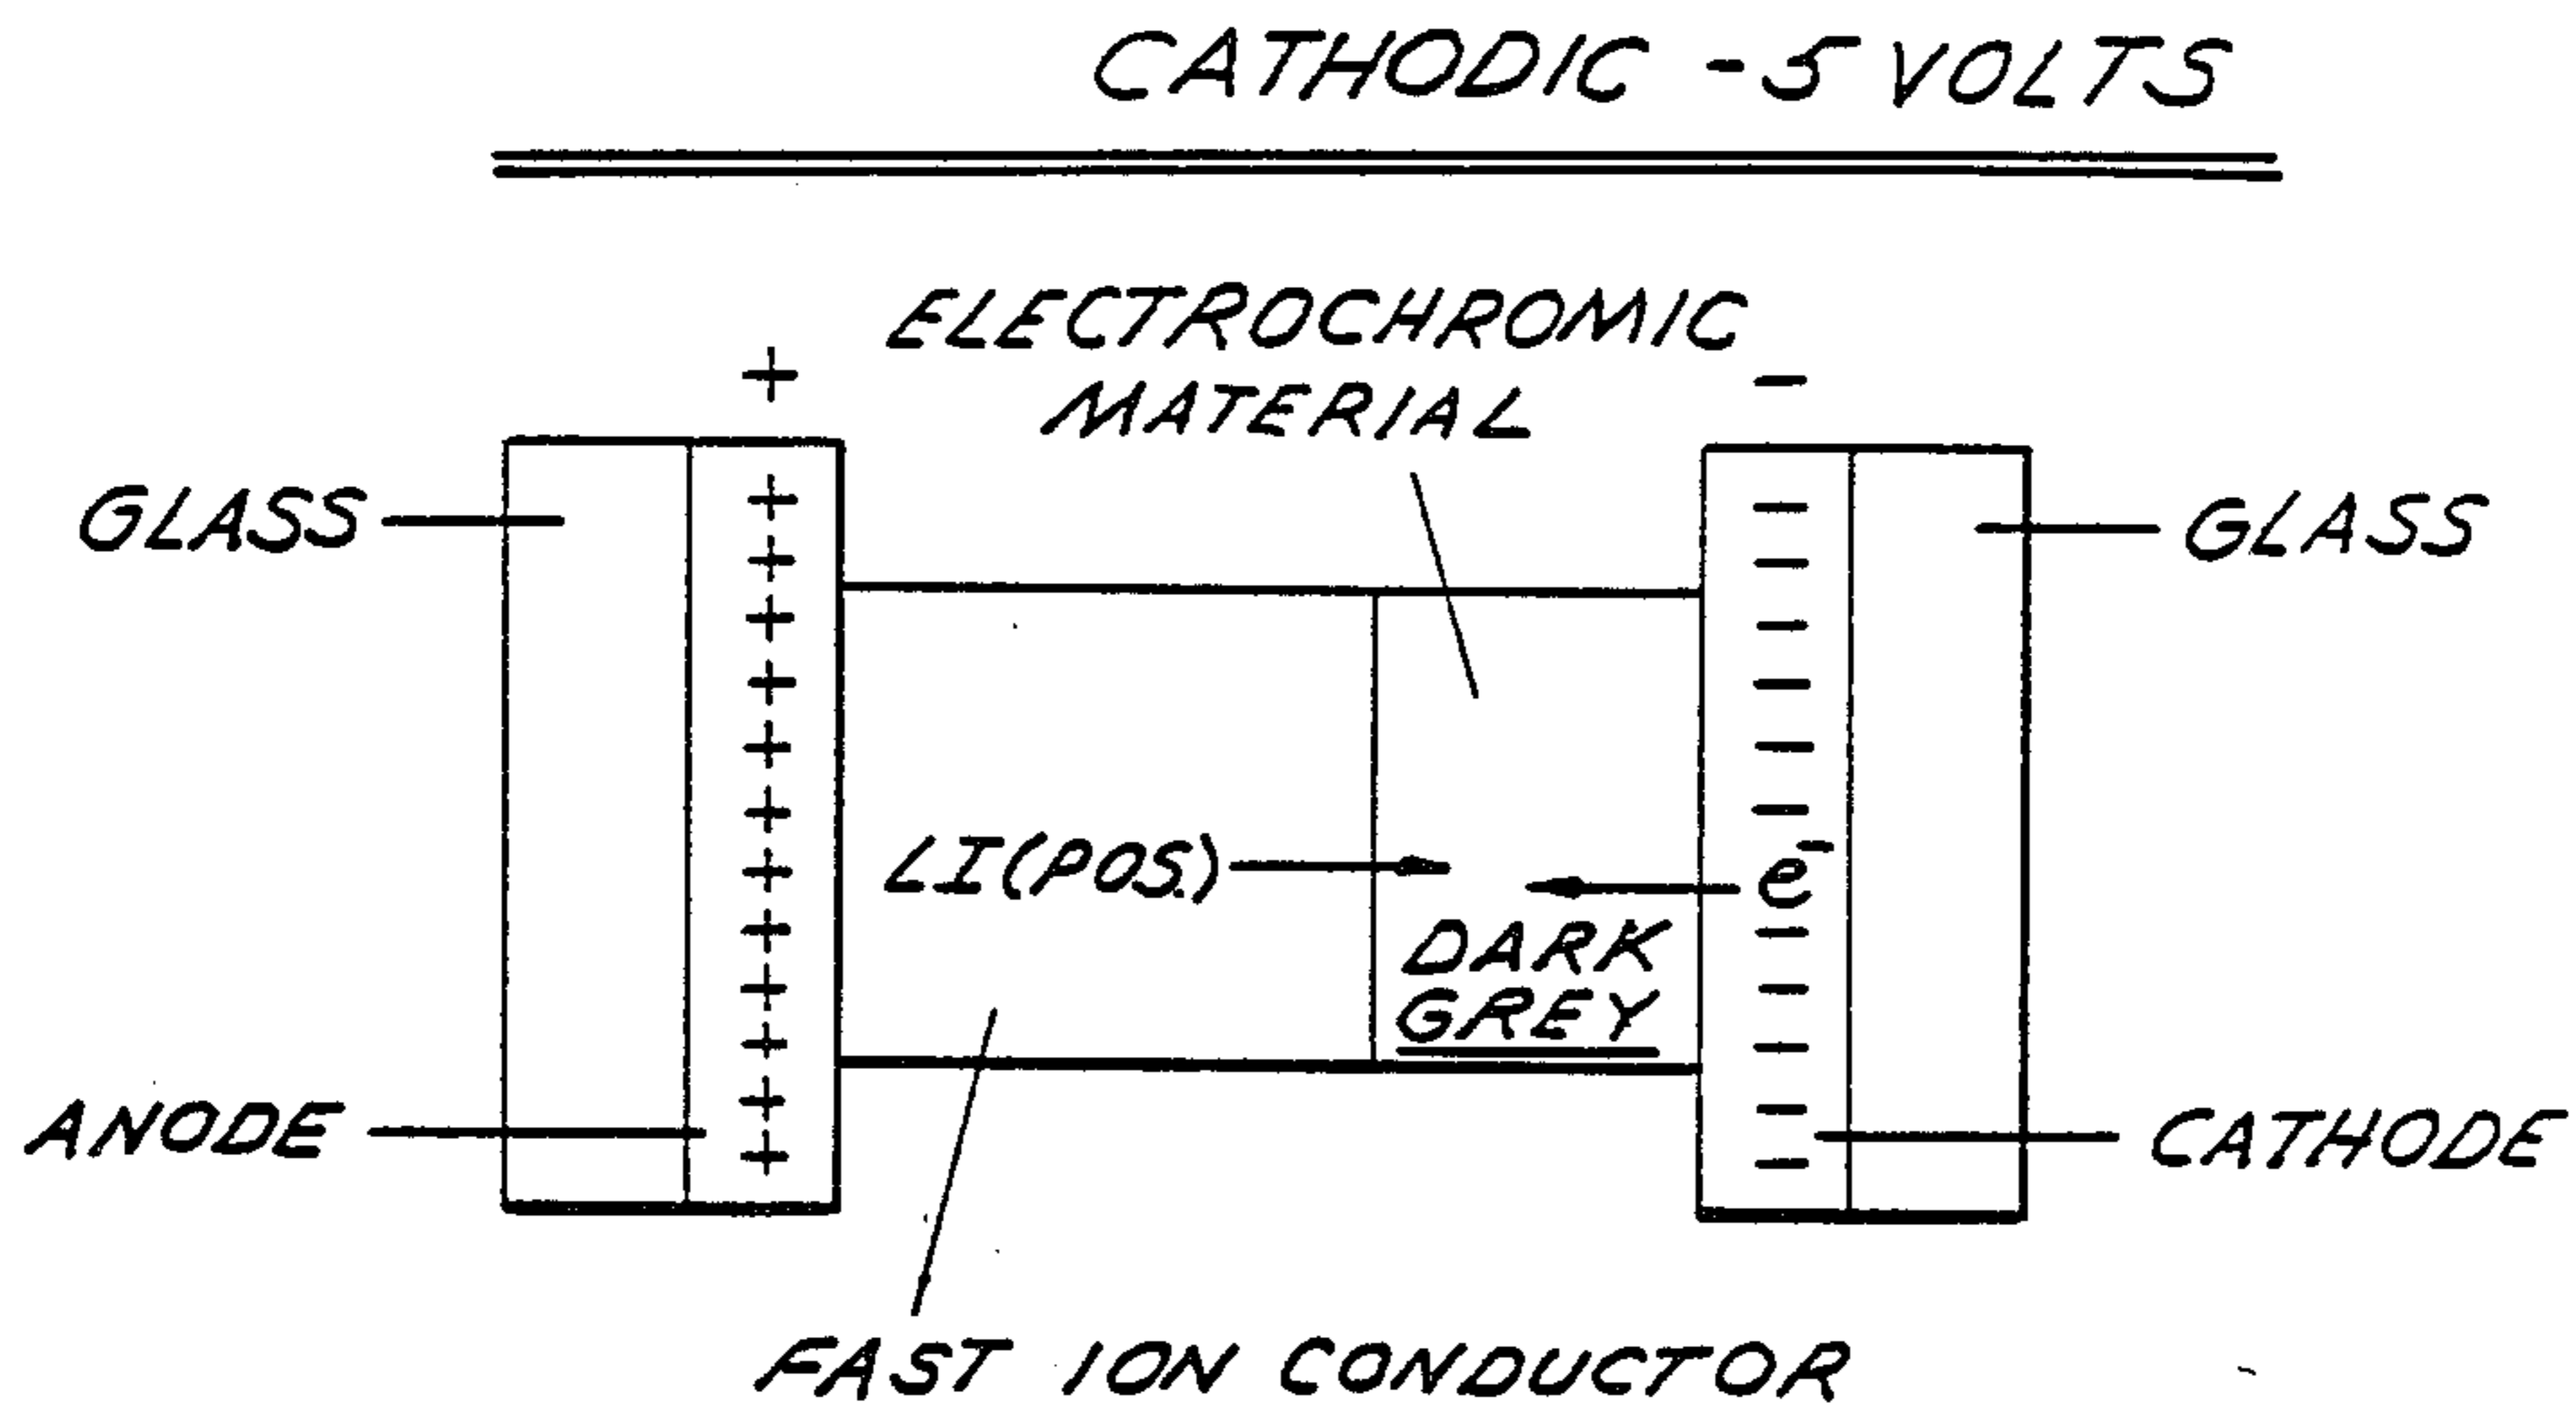 CATHODIC -5 VOLTS
ELECTROCHROMIC
MATERIAL
+
-
GLASS
GLASS
LI(POS.)
e-
DARK
GREY
ANODE
CATHODE
FAST ION CONDUCTOR